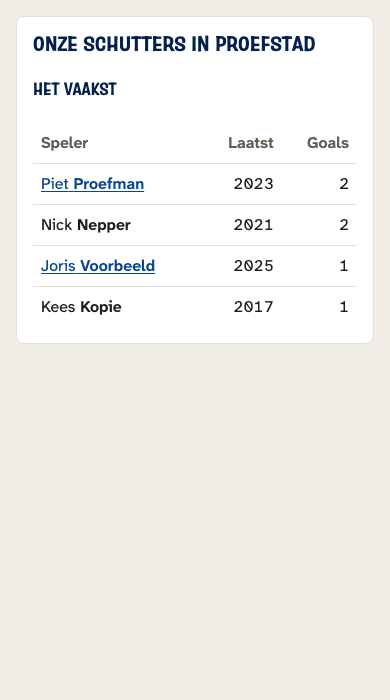 ONZE SCHUTTERS IN PROEFSTAD
HET VAAKST
Speler Laatst Goals
Piet Proefman 2023 2
Nick Nepper 2021 2
Joris Voorbeeld 2025 1
Kees Kopie 2017 1